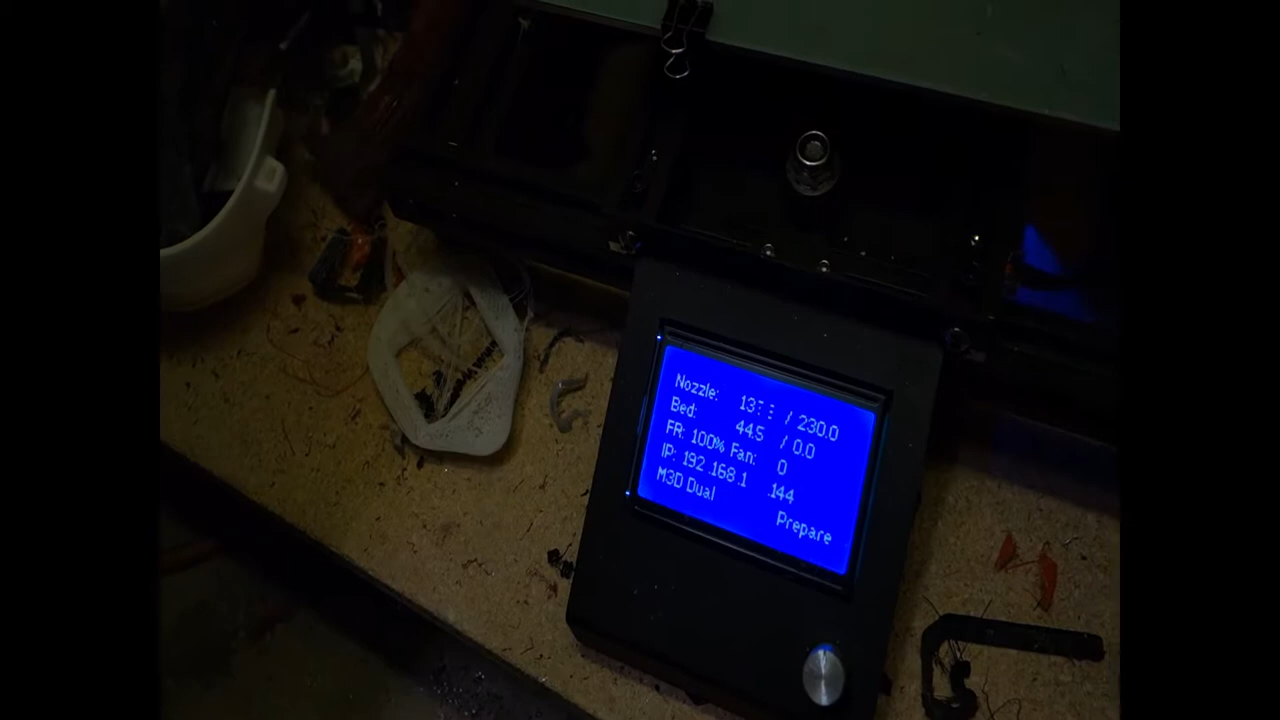 Nozzle: / 230.0
Bed: 44.5 / 0.0
FR: 100% Fan: 0
IP: 192.168.1 .144
M3D Dual
Prepare